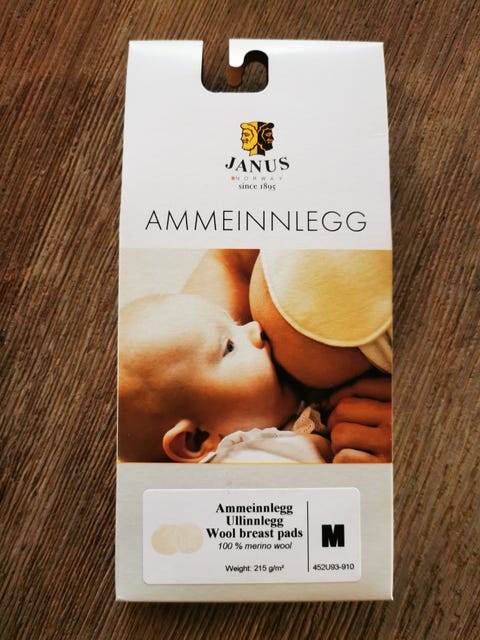 JANUS
NORWAY
since 1895
AMMEINNLEGG
Ammeinnlegg
Ullinnlegg
Wool breast pads
100 % merino wool
Weight: 215 g/m²
M
452U93-910